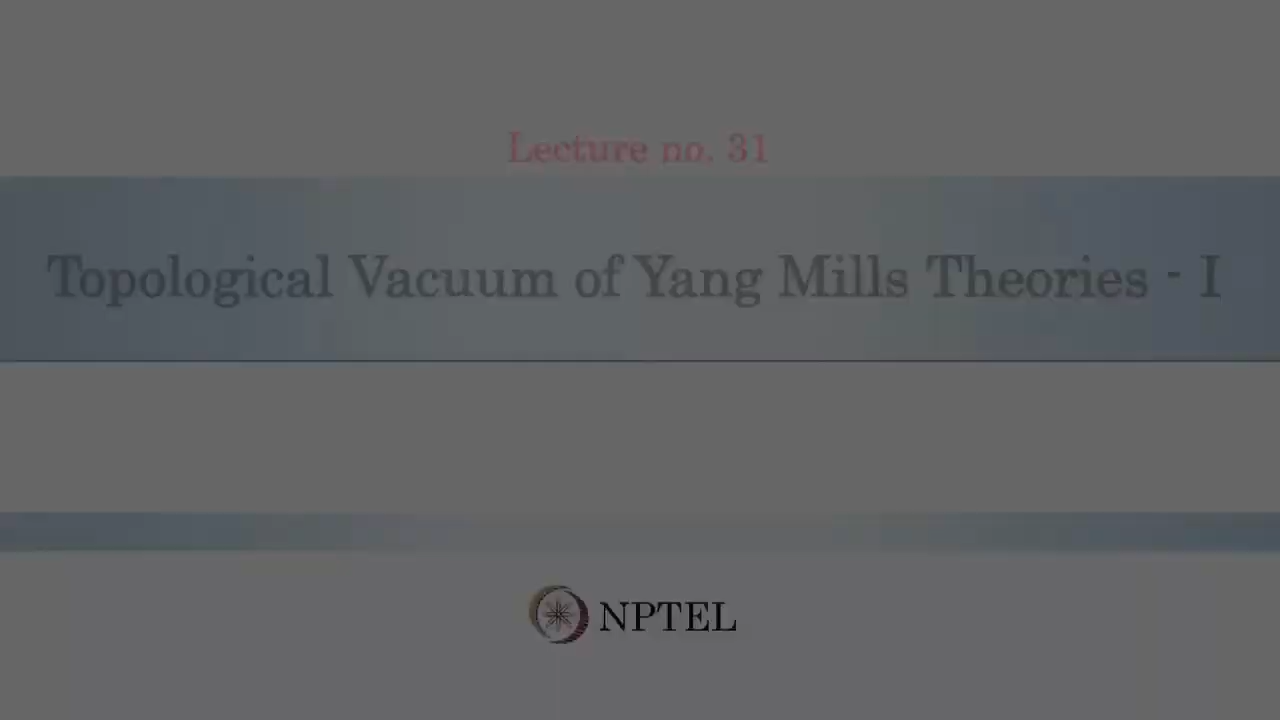 Lecture no. 31
Topological Vacuum of Yang Mills Theories - I
NPTEL